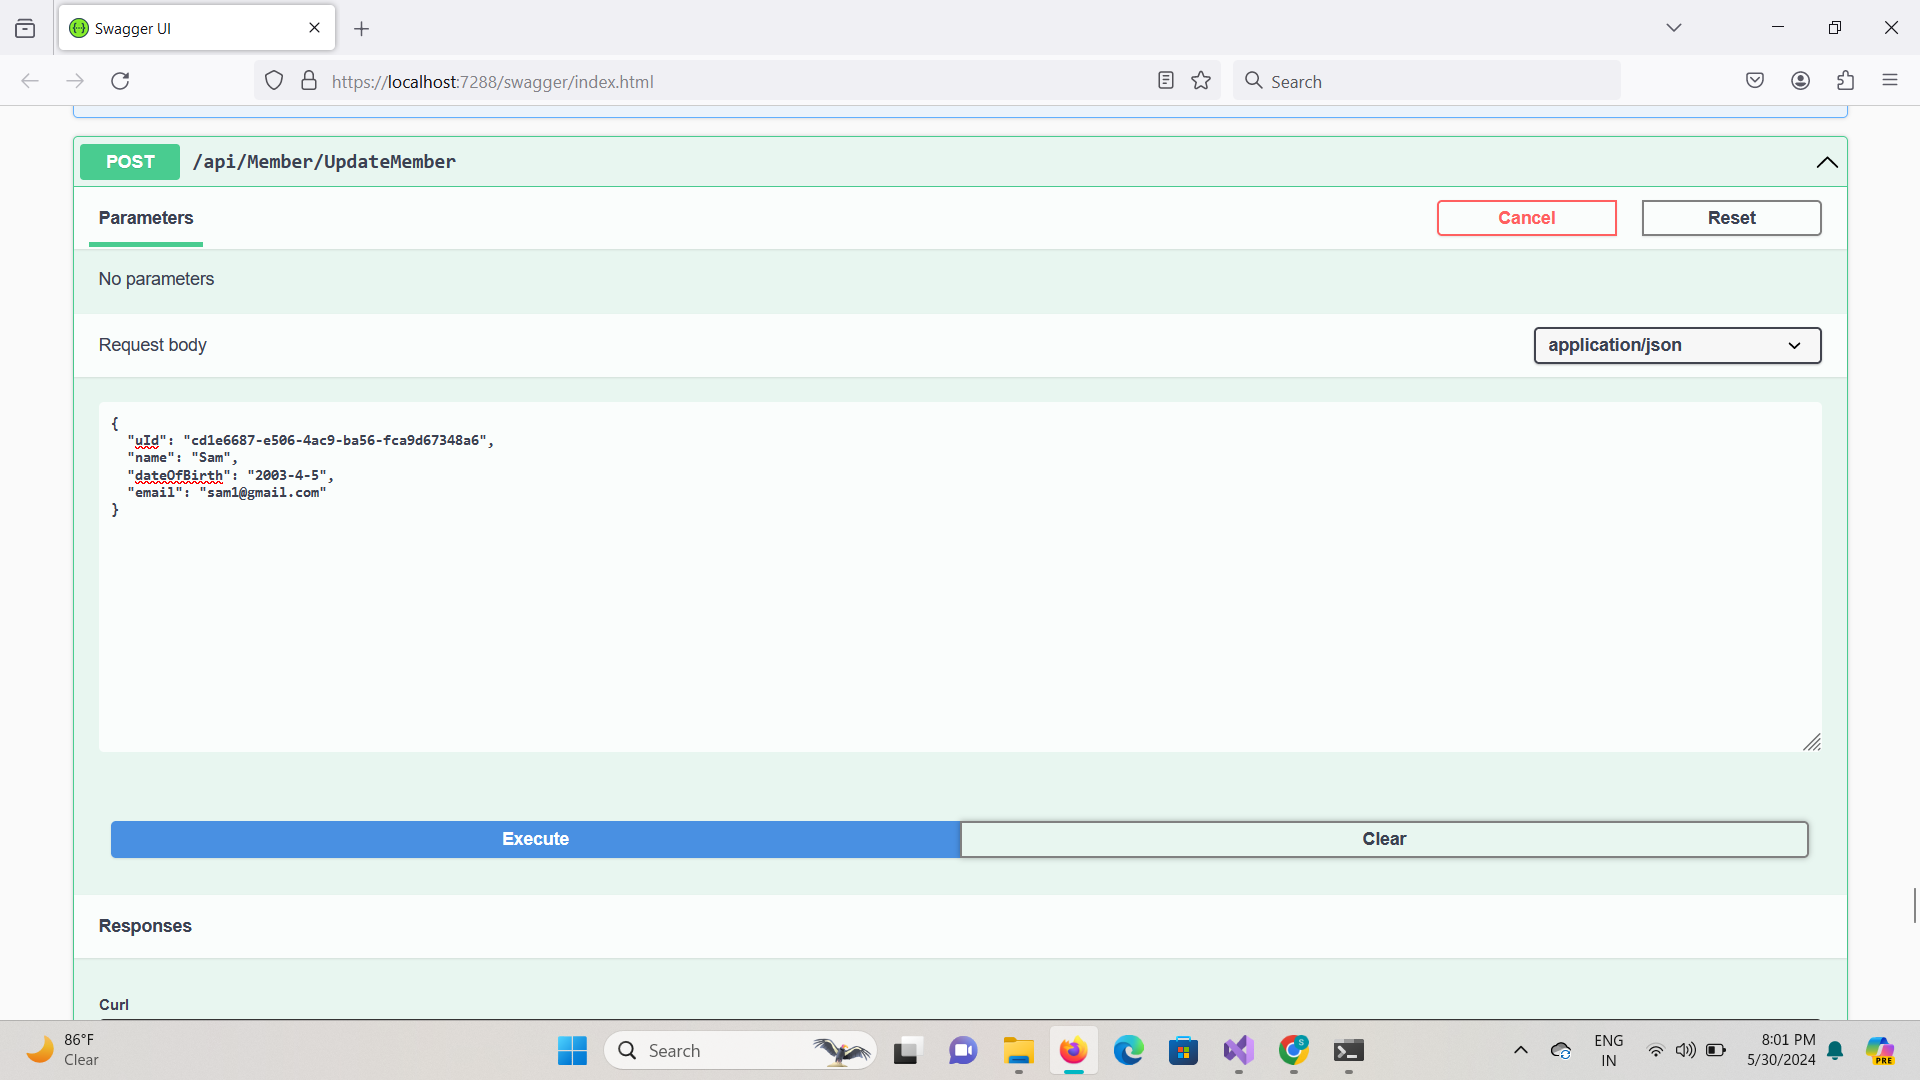 Swagger UI
https://localhost:7288/swagger/index.html
Search
POST /api/Member/UpdateMember
Parameters
Cancel
Reset
No parameters
Request body
application/json
{
"uId": "cd1e6687-e506-4ac9-ba56-fca9d67348a6",
"name": "Sam",
"dateOfBirth": "2003-4-5",
"email": "sam1@gmail.com"
}
Execute
Clear
Responses
Curl
86°F
Clear
Search
S
ENG
IN
8:01 PM
5/30/2024
PRE